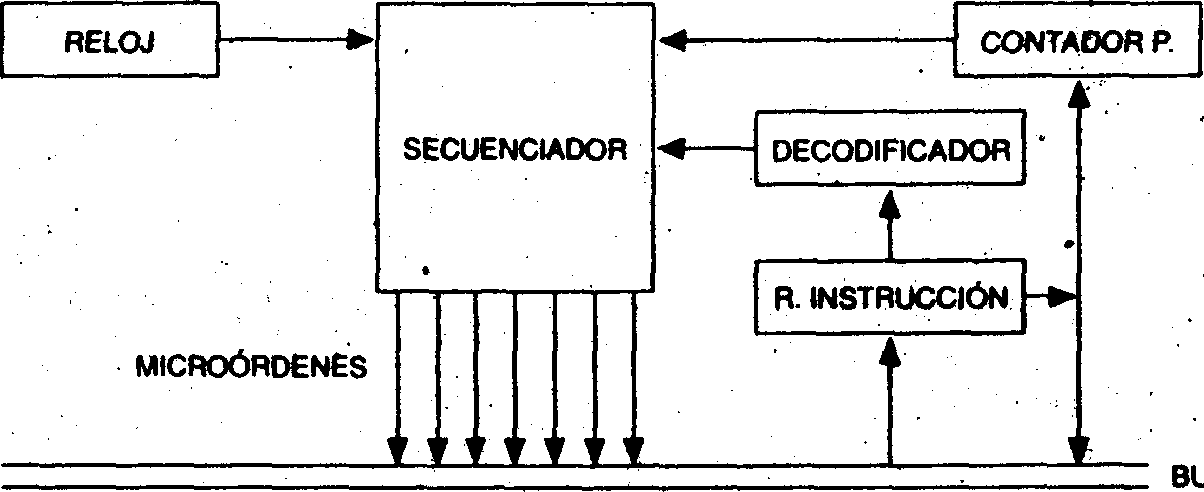 RELOJ
CONTADOR P.
SECUENCIADOR
DECODIFICADOR
R. INSTRUCCIÓN
MICROÓRDENES